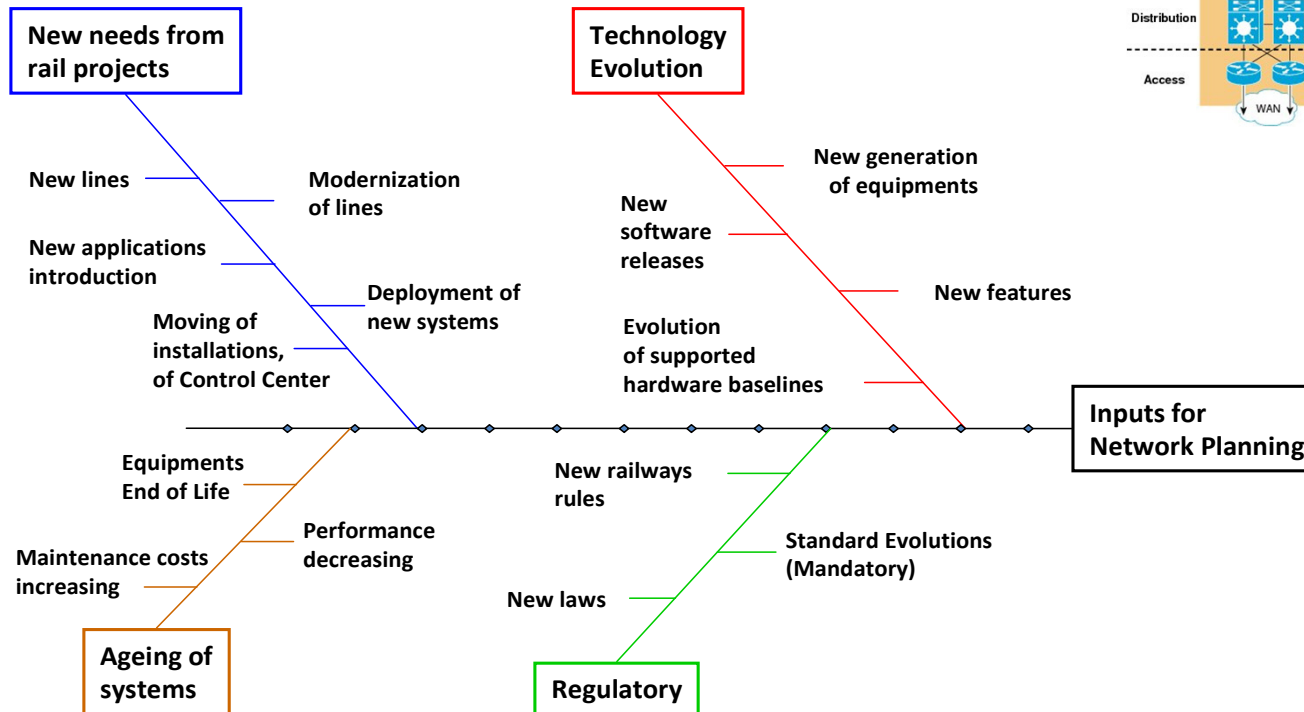 New needs from
rail projects
Technology
Evolution
Distribution
Access
WAN
New lines
Modernization
of lines
New applications
introduction
Deployment of
new systems
Moving of
installations,
of Control Center
New generation
of equipments
New
software
releases
New features
Evolution
of supported
hardware baselines
Inputs for
Network Planning
Equipments
End of Life
Performance
decreasing
Maintenance costs
increasing
Ageing of
systems
New railways
rules
Standard Evolutions
(Mandatory)
New laws
Regulatory